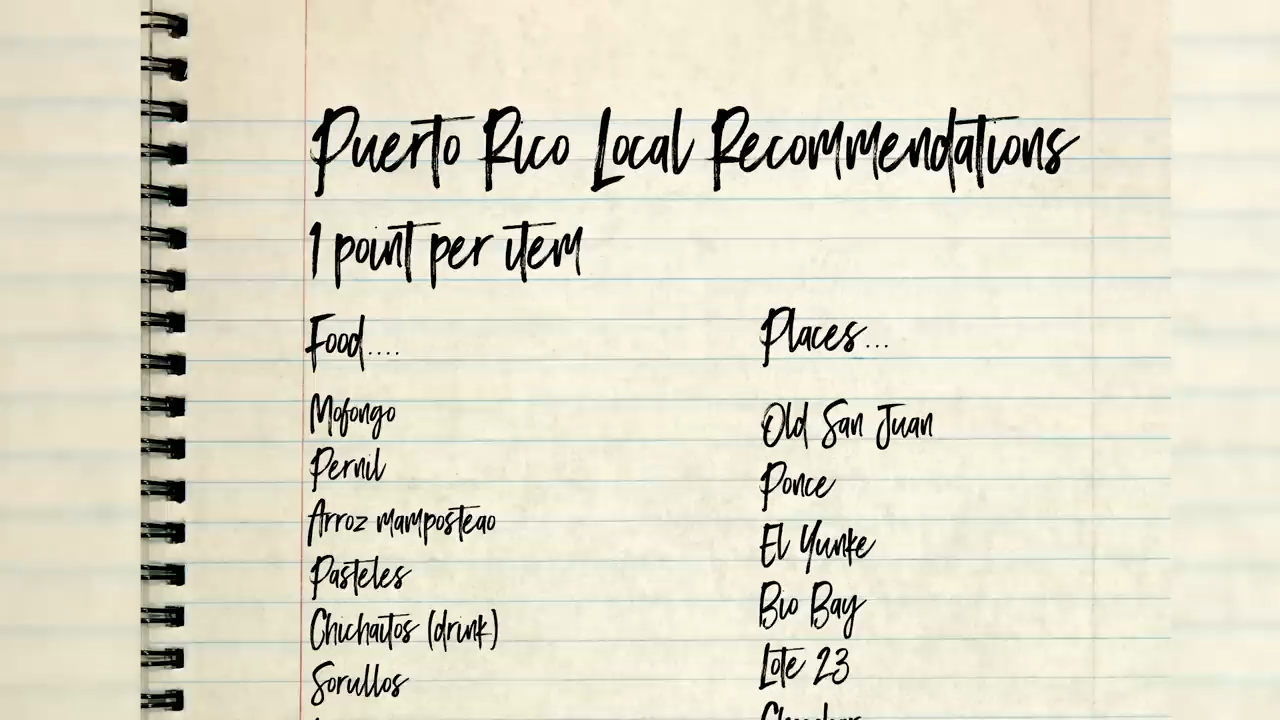 Puerto Rico Local Recommendations
1 point per item
Food....
Mofongo
Pernil
Arroz mamposteao
Pasteles
Chichaitos (drink)
Sorullos
Places...
Old San Juan
Ponce
El Yunke
Bio Bay
Lote 23